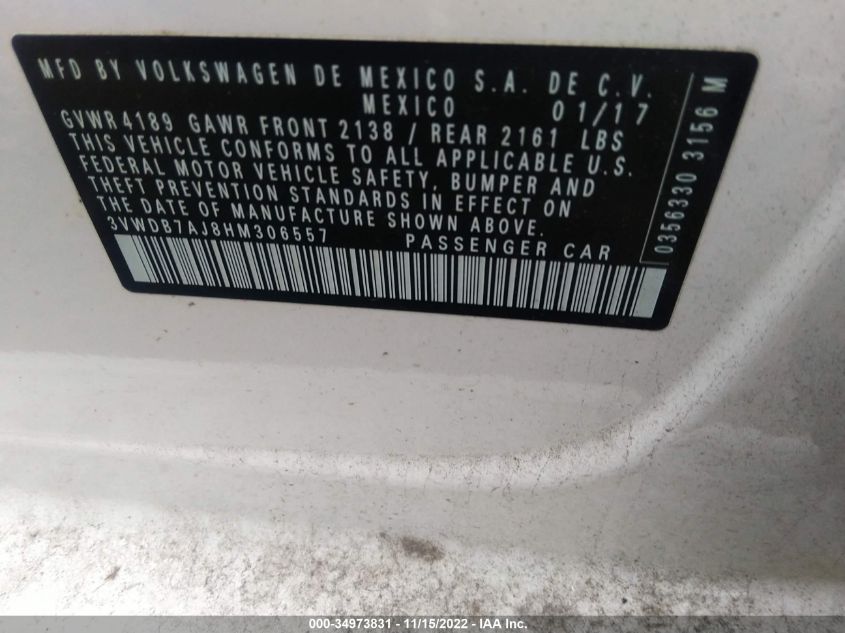 MFD BY VOLKSWAGEN DE MEXICO S.A. DE C.V.
MEXICO 01/17
GVWR 4189 GAWR FRONT 2138 / REAR 2161 LBS
THIS VEHICLE CONFORMS TO ALL APPLICABLE U.S.
FEDERAL MOTOR VEHICLE SAFETY, BUMPER AND
THEFT PREVENTION STANDARDS IN EFFECT ON
THE DATE OF MANUFACTURE SHOWN ABOVE.
3VWDB7AJ8HM306557 PASSENGER CAR
0356330 3156 M
000-34973831 - 11/15/2022 - IAA Inc.